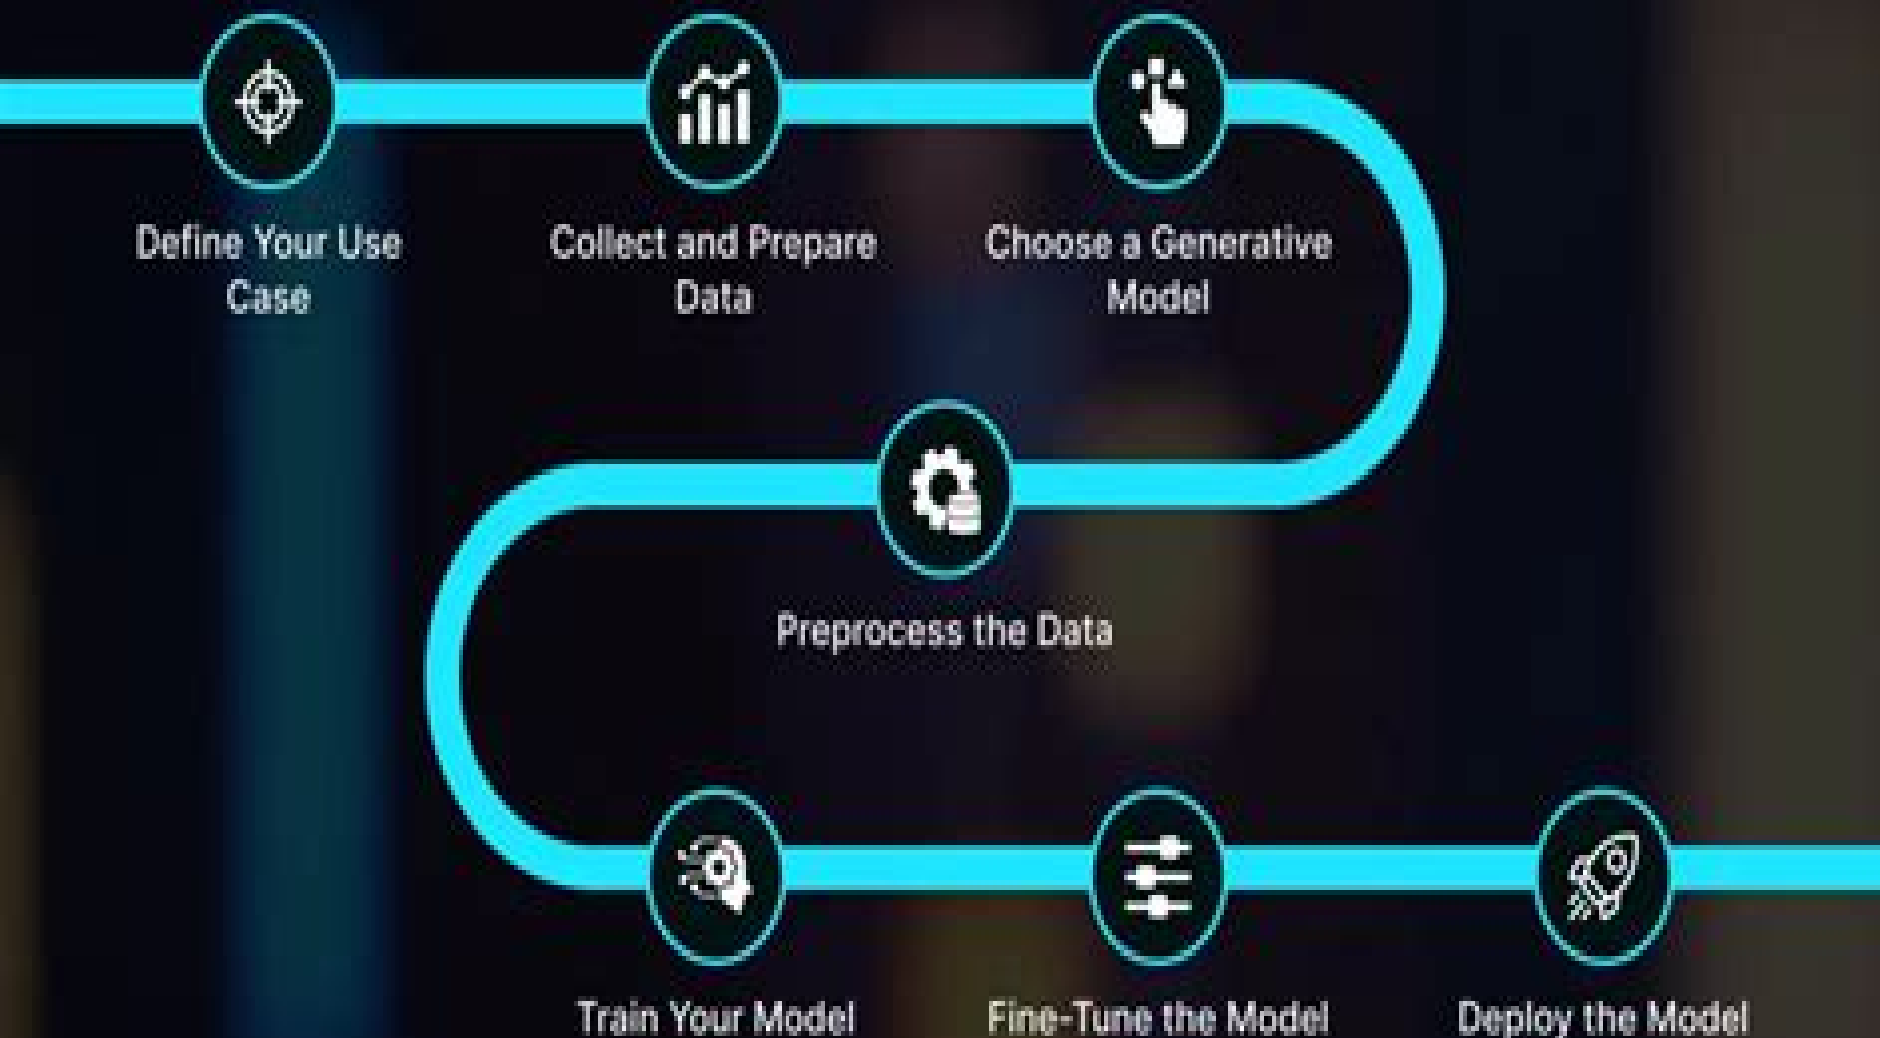 Define Your Use
Case
Collect and Prepare
Data
Choose a Generative
Model
Preprocess the Data
Train Your Model
Fine-Tune the Model
Deploy the Model